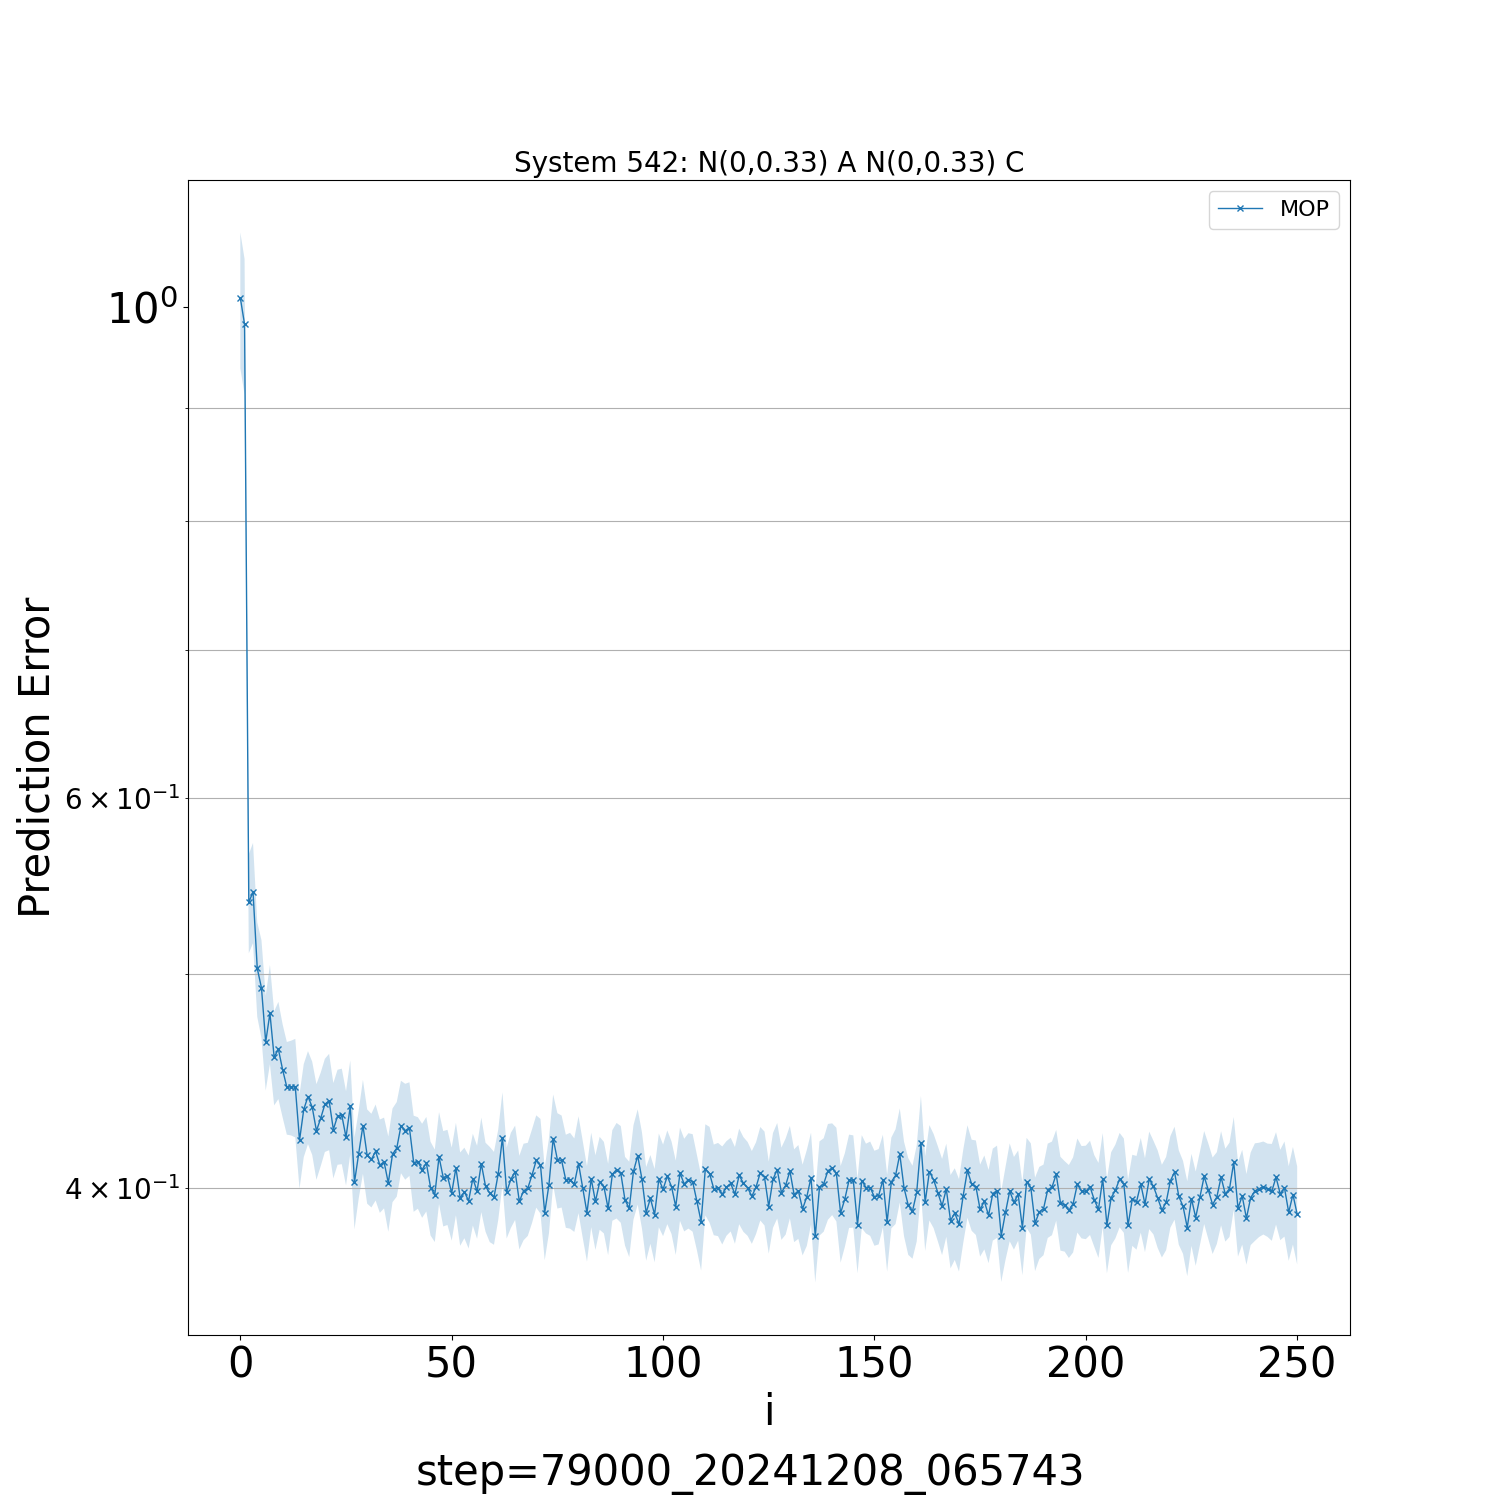 System 542: N(0,0.33) A N(0,0.33) C
MOP
10⁰
6 × 10⁻¹
4 × 10⁻¹
Prediction Error
0 50 100 150 200 250
i
step=79000_20241208_065743